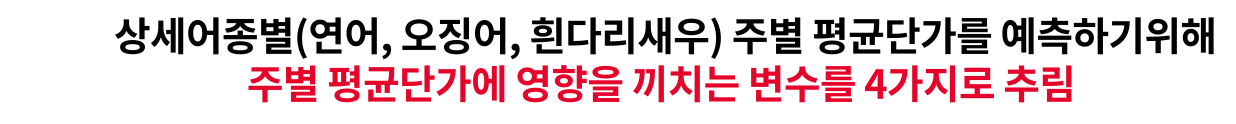 상세어종별(연어, 오징어, 흰다리새우) 주별 평균단가를 예측하기위해
주별 평균단가에 영향을 끼치는 변수를 4가지로 추림